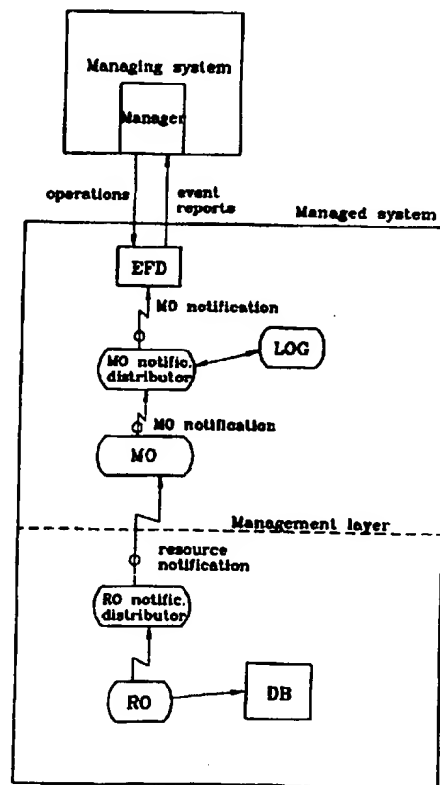 Managing system
Manager
operations
event
reports
Managed system
EFD
MO notification
MO notific.
distributor
LOG
MO notification
MO
Management layer
resource
notification
RO notific.
distributor
RO
DB